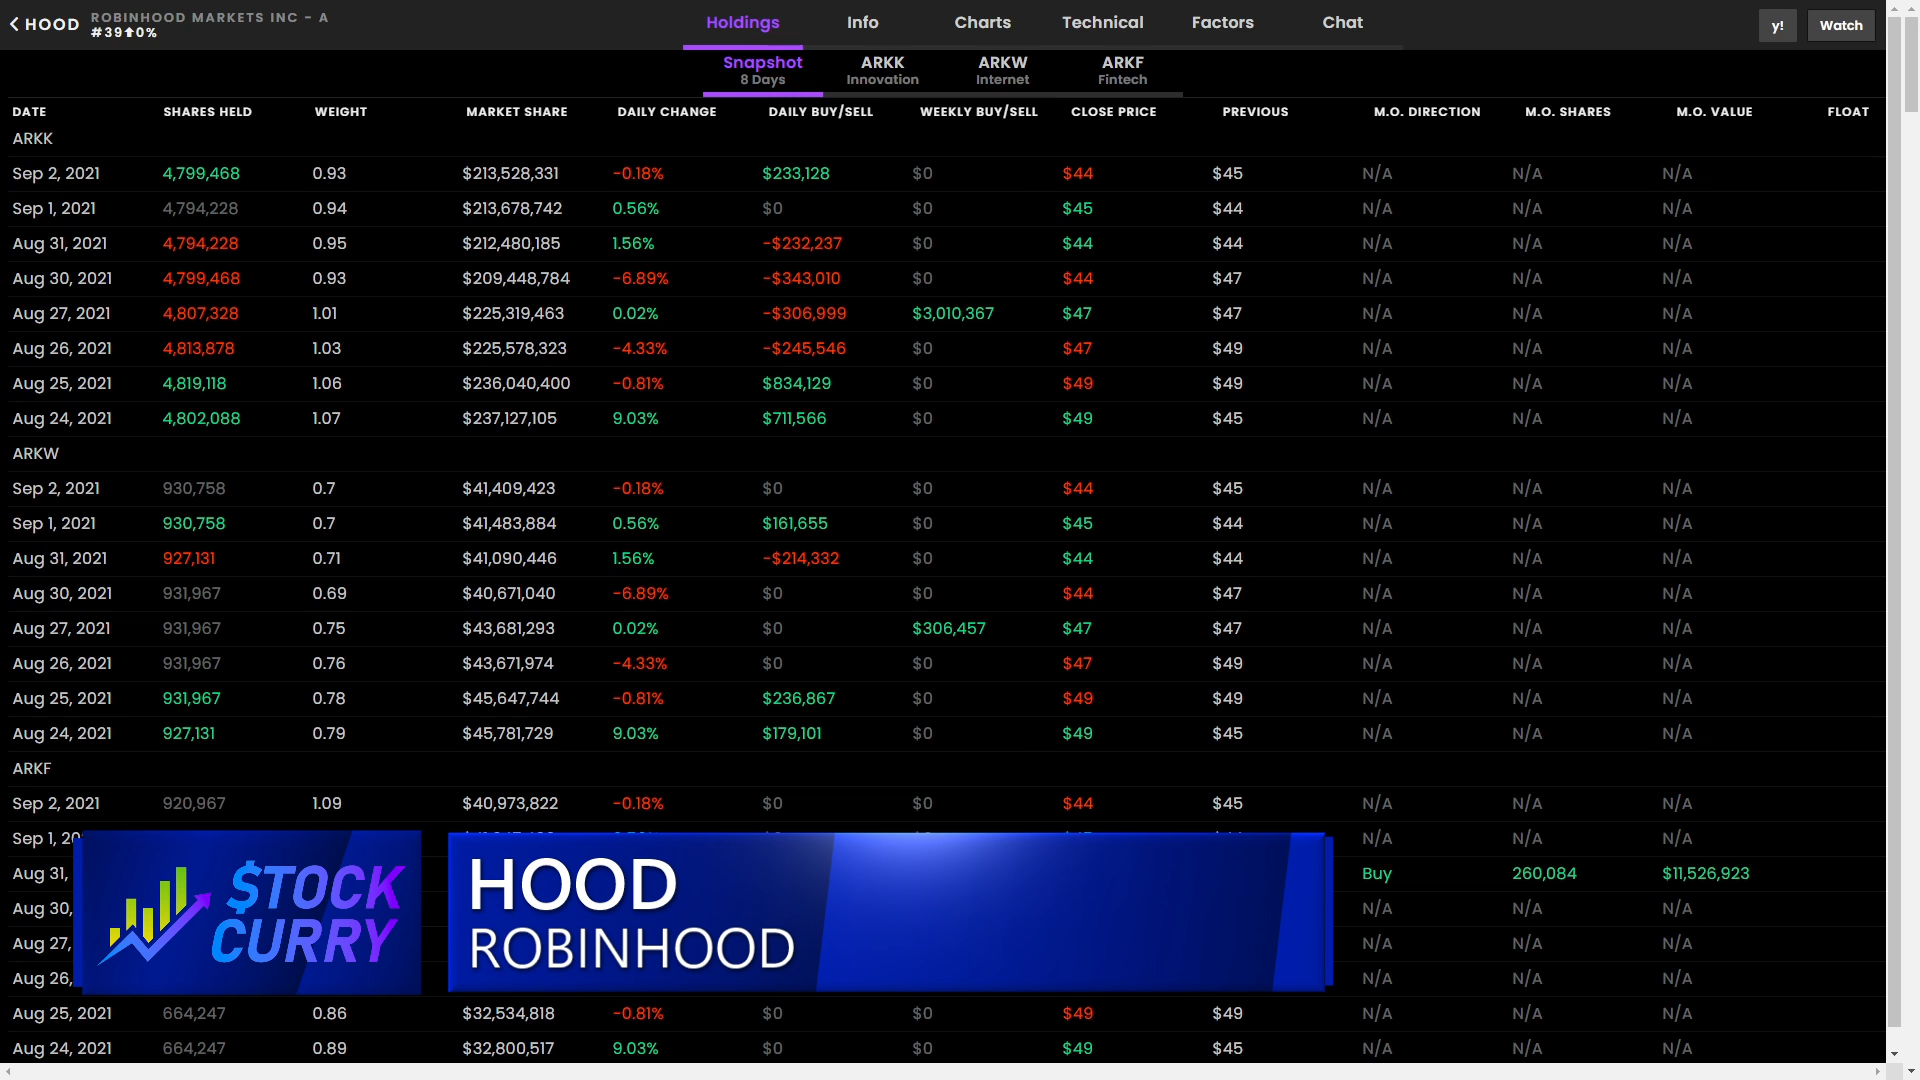 HOOD ROBINHOOD MARKETS INC - A
#39⬆0%
Holdings Info Charts Technical Factors Chat
y! Watch
Snapshot ARKK ARKW ARKF
8 Days Innovation Internet Fintech
DATE SHARES HELD WEIGHT MARKET SHARE DAILY CHANGE DAILY BUY/SELL WEEKLY BUY/SELL CLOSE PRICE PREVIOUS M.O. DIRECTION M.O. SHARES M.O. VALUE FLOAT
ARKK
Sep 2, 2021 4,799,468 0.93 $213,528,331 -0.18% $233,128 $0 $44 $45 N/A N/A N/A
Sep 1, 2021 4,794,228 0.94 $213,678,742 0.56% $0 $0 $45 $44 N/A N/A N/A
Aug 31, 2021 4,794,228 0.95 $212,480,185 1.56% -$232,237 $0 $44 $44 N/A N/A N/A
Aug 30, 2021 4,799,468 0.93 $209,448,784 -6.89% -$343,010 $0 $44 $47 N/A N/A N/A
Aug 27, 2021 4,807,328 1.01 $225,319,463 0.02% -$306,999 $3,010,367 $47 $47 N/A N/A N/A
Aug 26, 2021 4,813,878 1.03 $225,578,323 -4.33% -$245,546 $0 $47 $49 N/A N/A N/A
Aug 25, 2021 4,819,118 1.06 $236,040,400 -0.81% $834,129 $0 $49 $49 N/A N/A N/A
Aug 24, 2021 4,802,088 1.07 $237,127,105 9.03% $711,566 $0 $49 $45 N/A N/A N/A
ARKW
Sep 2, 2021 930,758 0.7 $41,409,423 -0.18% $0 $0 $44 $45 N/A N/A N/A
Sep 1, 2021 930,758 0.7 $41,483,884 0.56% $161,655 $0 $45 $44 N/A N/A N/A
Aug 31, 2021 927,131 0.71 $41,090,446 1.56% -$214,332 $0 $44 $44 N/A N/A N/A
Aug 30, 2021 931,967 0.69 $40,671,040 -6.89% $0 $0 $44 $47 N/A N/A N/A
Aug 27, 2021 931,967 0.75 $43,681,293 0.02% $0 $306,457 $47 $47 N/A N/A N/A
Aug 26, 2021 931,967 0.76 $43,671,974 -4.33% $0 $0 $47 $49 N/A N/A N/A
Aug 25, 2021 931,967 0.78 $45,647,744 -0.81% $236,867 $0 $49 $49 N/A N/A N/A
Aug 24, 2021 927,131 0.79 $45,781,729 9.03% $179,101 $0 $49 $45 N/A N/A N/A
ARKF
Sep 2, 2021 920,967 1.09 $40,973,822 -0.18% $0 $0 $44 $45 N/A N/A N/A
Sep 1, N/A N/A N/A
Aug 31, Buy 260,084 $11,526,923
Aug 30, N/A N/A N/A
Aug 27, N/A N/A N/A
Aug 26, N/A N/A N/A
$TOCK
CURRY
HOOD
ROBINHOOD
Aug 25, 2021 664,247 0.86 $32,534,818 -0.81% $0 $0 $49 $49 N/A N/A N/A
Aug 24, 2021 664,247 0.89 $32,800,517 9.03% $0 $0 $49 $45 N/A N/A N/A